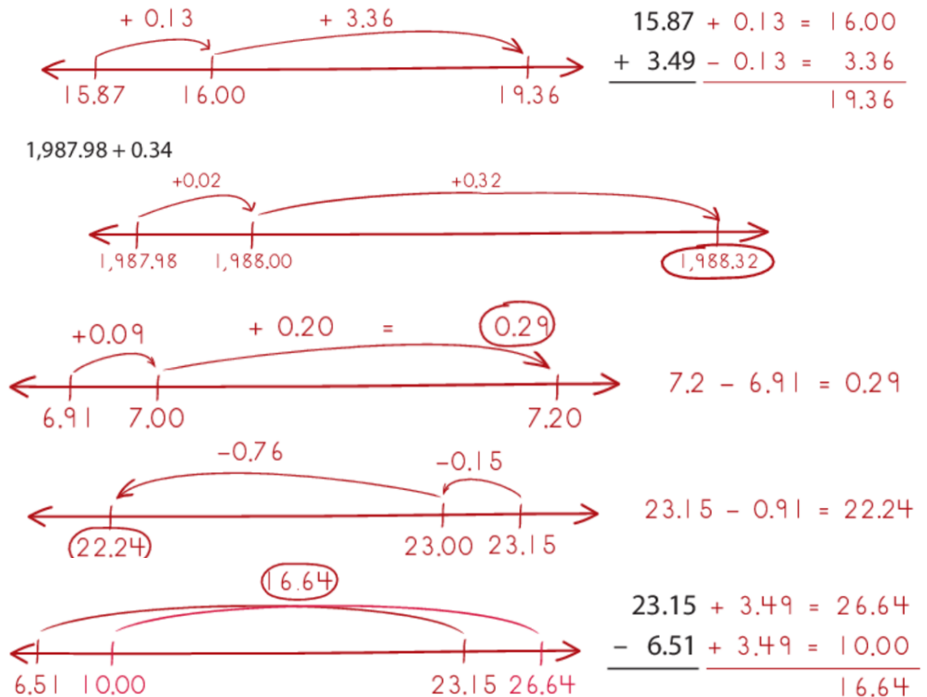 + 0.13 + 3.36
15.87 16.00 19.36
15.87 + 0.13 = 16.00
+ 3.49 - 0.13 = 3.36
19.36
1,987.98 + 0.34
+0.02 +0.32
1,987.98 1,988.00 1,988.32
+0.09 + 0.20 = 0.29
6.91 7.00 7.20
7.2 - 6.91 = 0.29
-0.76 -0.15
22.24 23.00 23.15
23.15 - 0.91 = 22.24
16.64
6.51 10.00 23.15 26.64
23.15 + 3.49 = 26.64
- 6.51 + 3.49 = 10.00
16.64